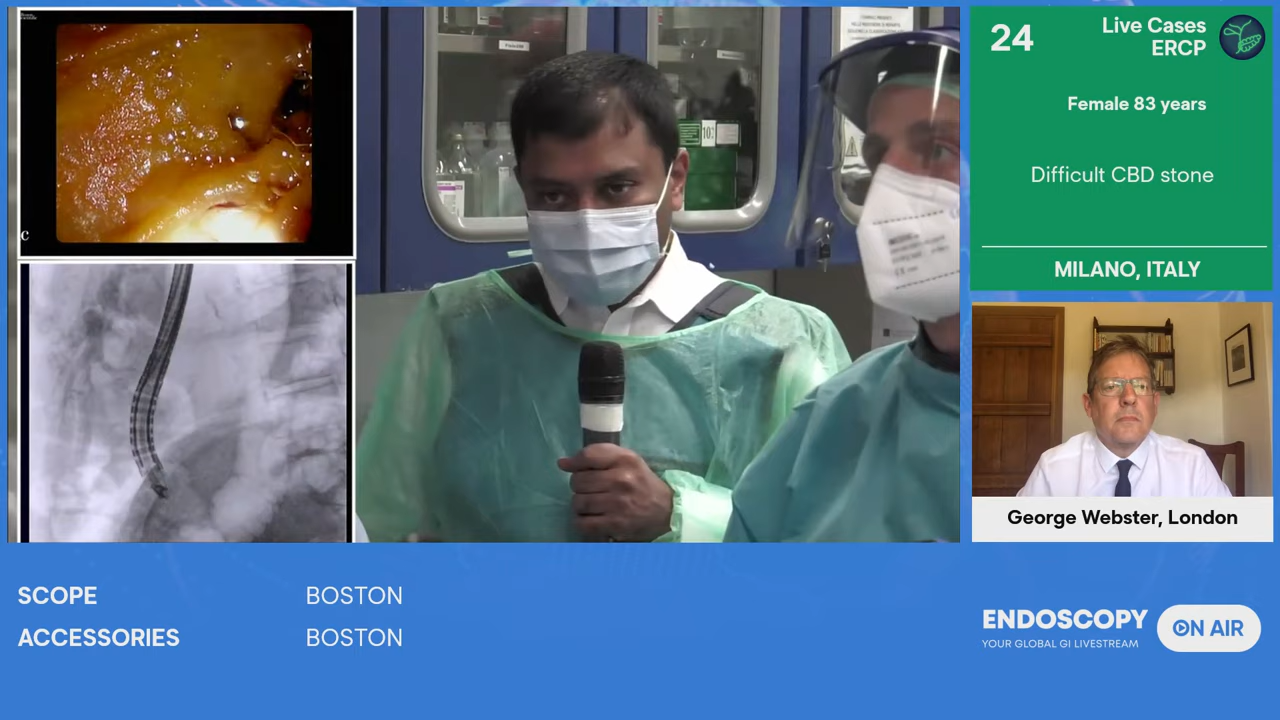 24
Live Cases
ERCP
Female 83 years
Difficult CBD stone
MILANO, ITALY
George Webster, London
SCOPE BOSTON
ACCESSORIES BOSTON
ENDOSCOPY
YOUR GLOBAL GI LIVESTREAM
ON AIR
C